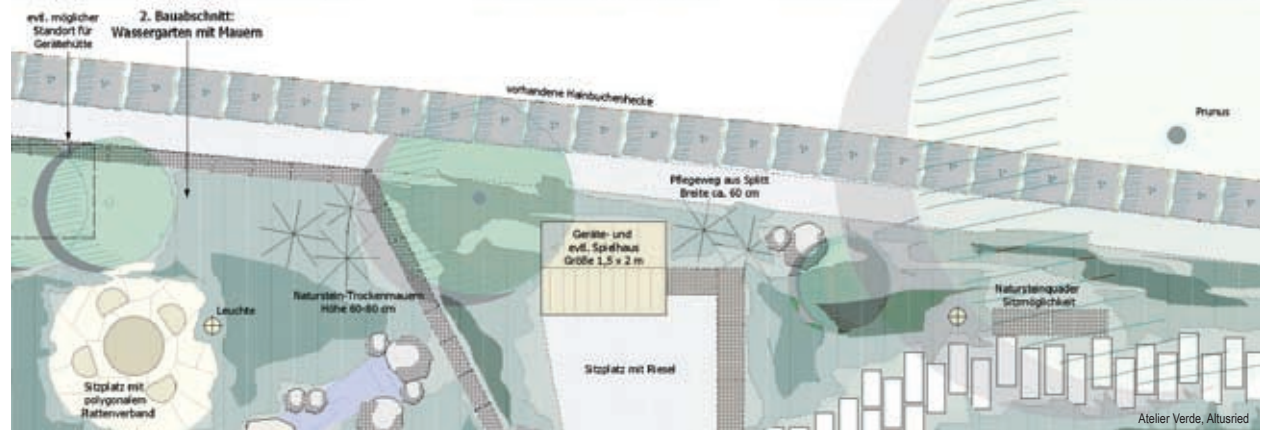 evtl. möglicher
Standort für
Gerätehütte
2. Bauabschnitt:
Wassergarten mit Mauern
vorhandene Hainbuchenhecke
Prunus
Pflegeweg aus Splitt
Breite ca. 60 cm
Geräte- und
evtl. Spielhaus
Größe 1,5 x 2 m
Naturstein-Trockenmauern
Höhe 60-80 cm
Leuchte
Natursteinquader
Sitzmöglichkeit
Sitzplatz mit Riesel
Sitzplatz mit
polygonalem
Plattenverband
Atelier Verde, Altusried